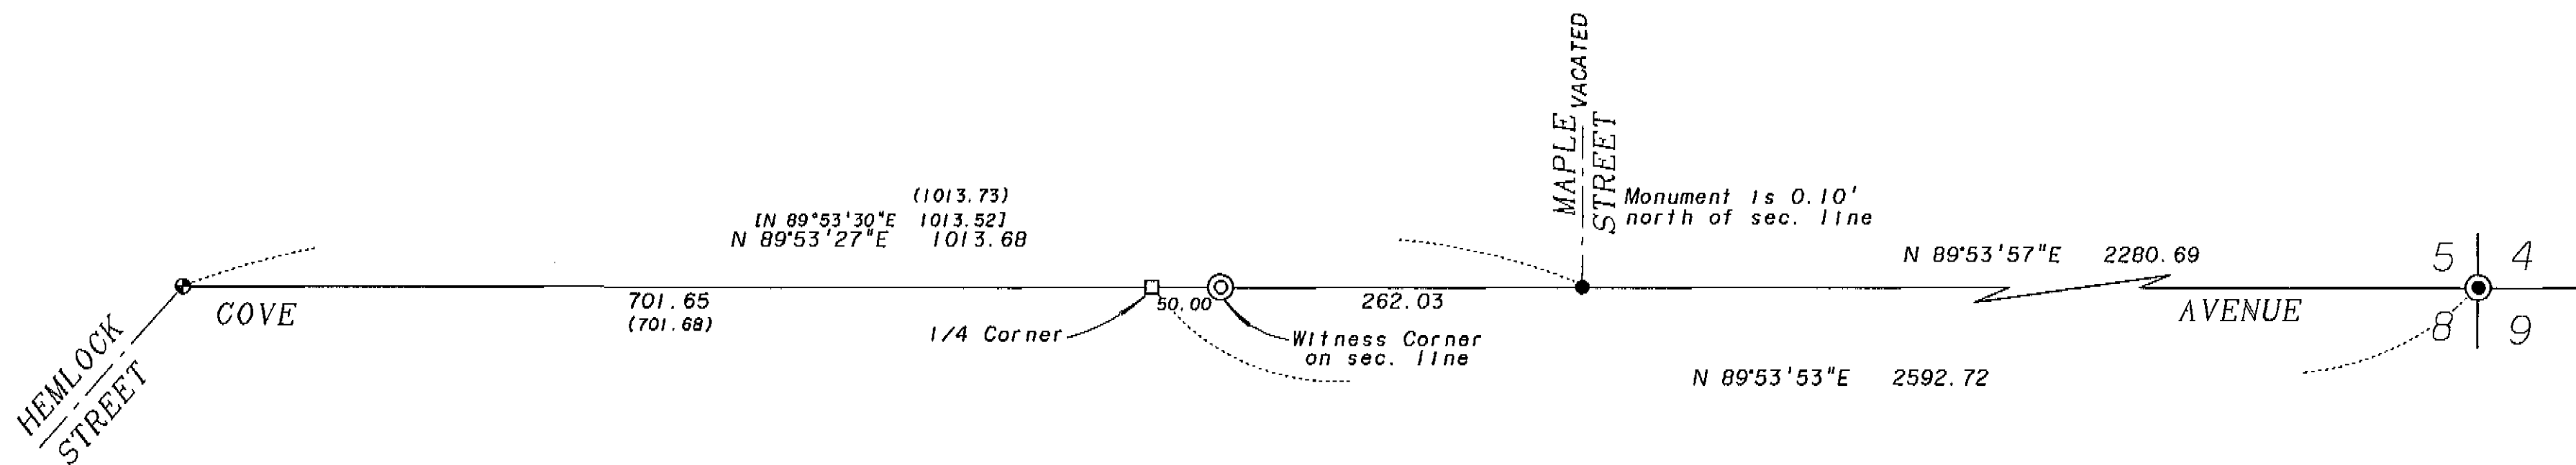 MAPLE VACATED
STREET
(1013.73)
[N 89°53'30"E 1013.52]
N 89°53'27"E 1013.68
Monument is 0.10'
north of sec. line
N 89°53'57"E 2280.69
5 4
8 9
COVE
701.65
(701.68)
50.00
262.03
AVENUE
1/4 Corner
Witness Corner
on sec. line
N 89°53'53"E 2592.72
HEMLOCK
STREET